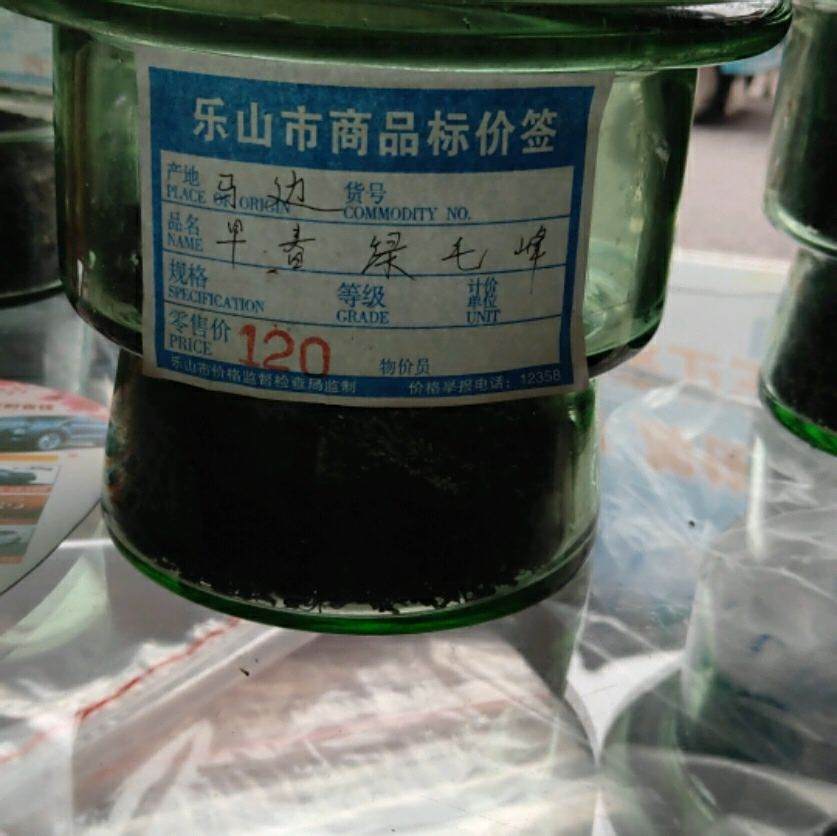 乐山市商品标价签
产地 马边 货号
PLACE OF ORIGIN COMMODITY NO.
品名 早春 绿毛峰
NAME
规格 等级 计价单位
SPECIFICATION GRADE UNIT
零售价 120 物价员
PRICE
乐山市价格监督检查局监制 价格举报电话：12358